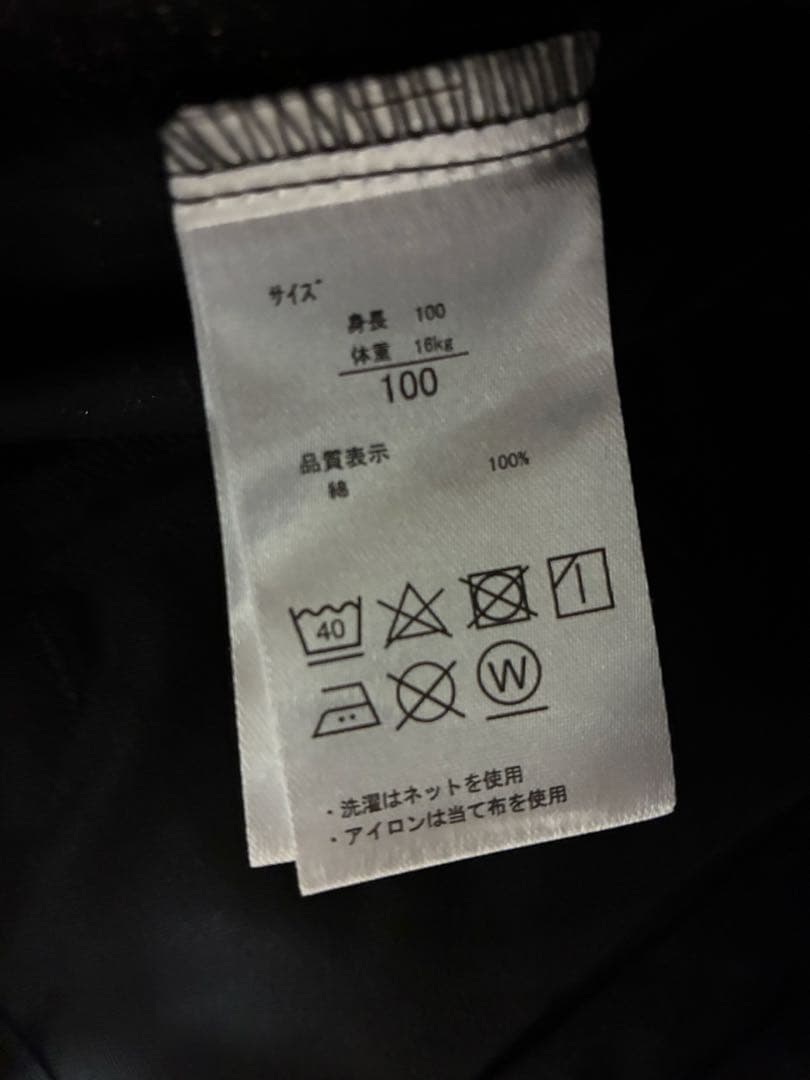 サイズ
身長 100
体重 16kg
100
品質表示
綿 100%
40
W
・洗濯はネットを使用
・アイロンは当て布を使用